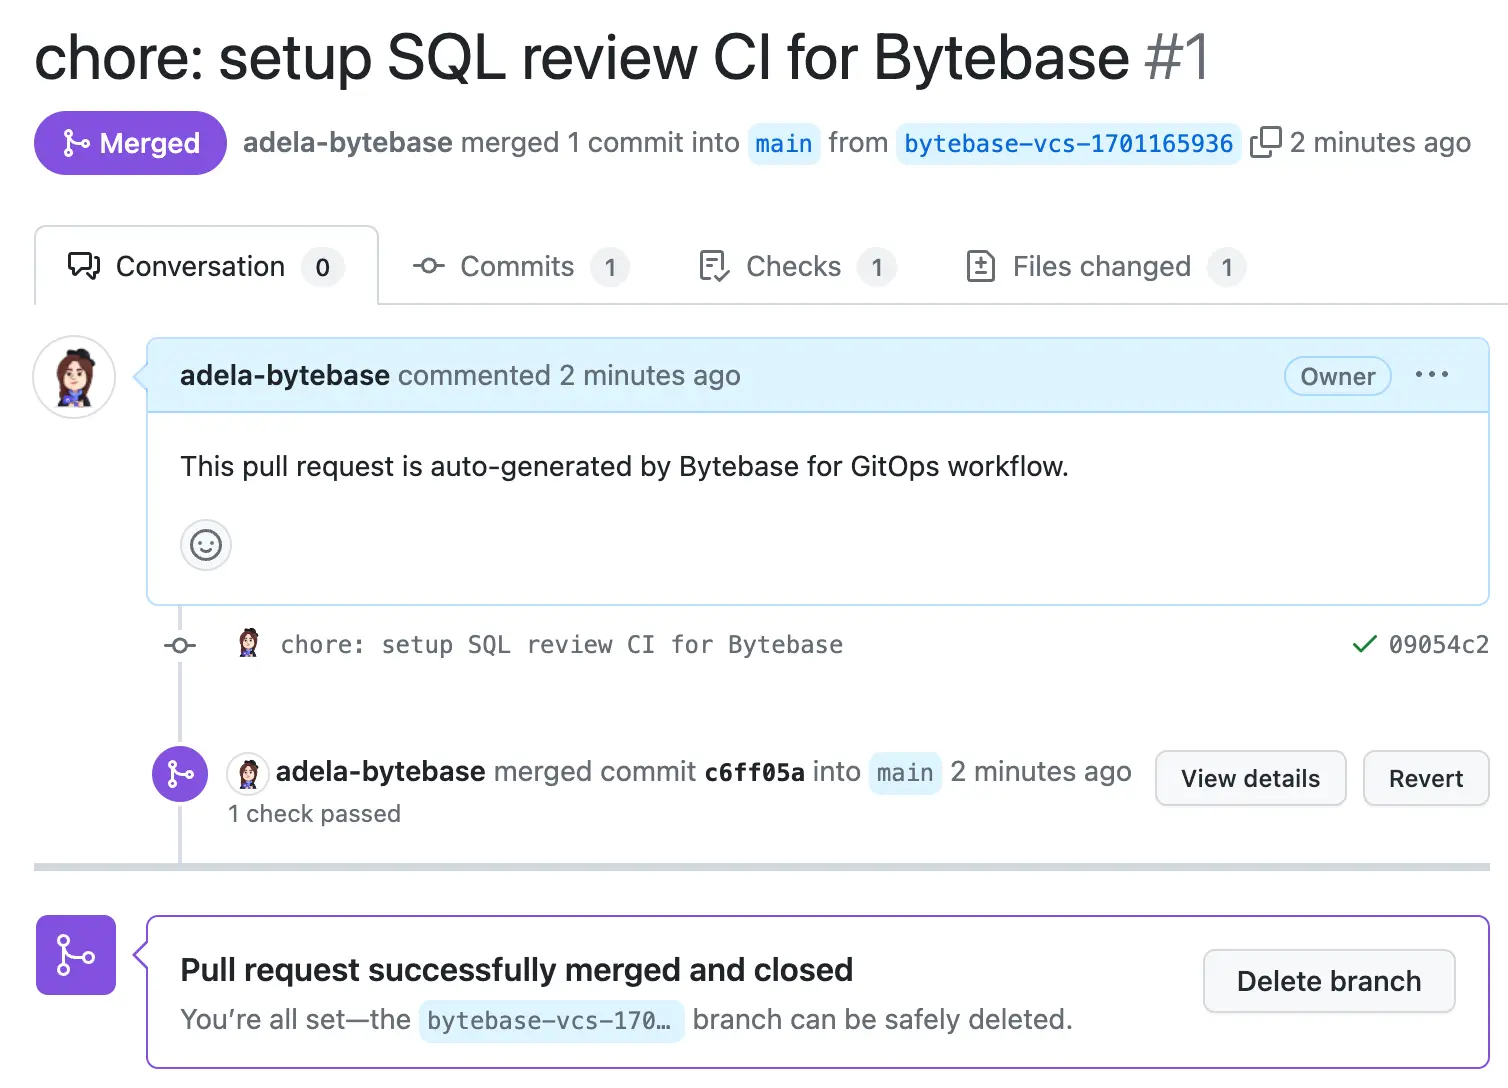 chore: setup SQL review CI for Bytebase #1
Merged adela-bytebase merged 1 commit into main from bytebase-vcs-1701165936 2 minutes ago
Conversation 0 Commits 1 Checks 1 Files changed 1
adela-bytebase commented 2 minutes ago Owner ···
This pull request is auto-generated by Bytebase for GitOps workflow.
chore: setup SQL review CI for Bytebase 09054c2
adela-bytebase merged commit c6ff05a into main 2 minutes ago View details Revert
1 check passed
Pull request successfully merged and closed
You’re all set—the bytebase-vcs-170… branch can be safely deleted.
Delete branch